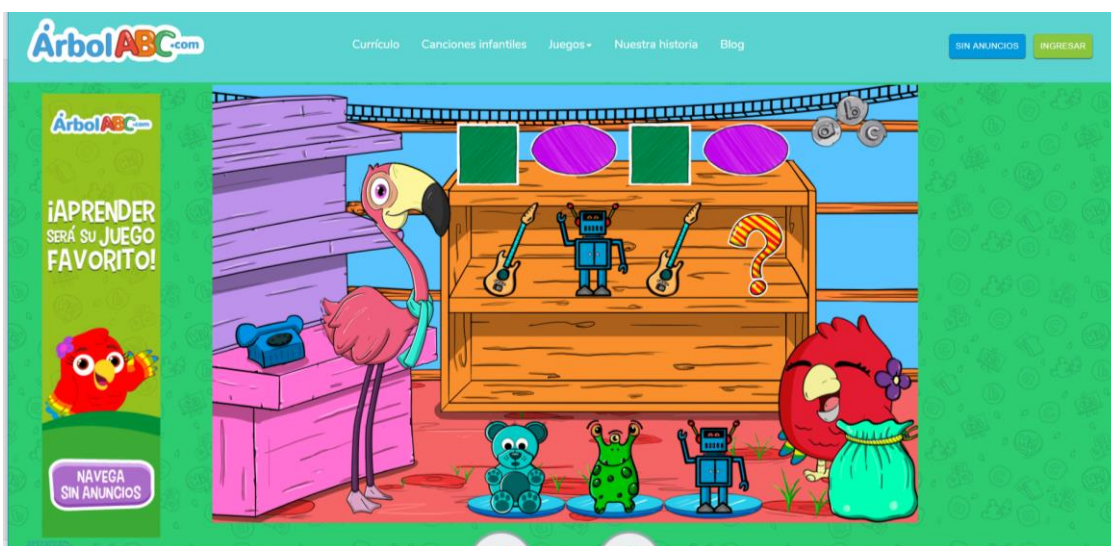 ÁrbolABC.com
Currículo Canciones infantiles Juegos Nuestra historia Blog
SIN ANUNCIOS INGRESAR
ÁrbolABC.com
¡APRENDER
SERÁ SU JUEGO
FAVORITO!
NAVEGA
SIN ANUNCIOS
a b c
?